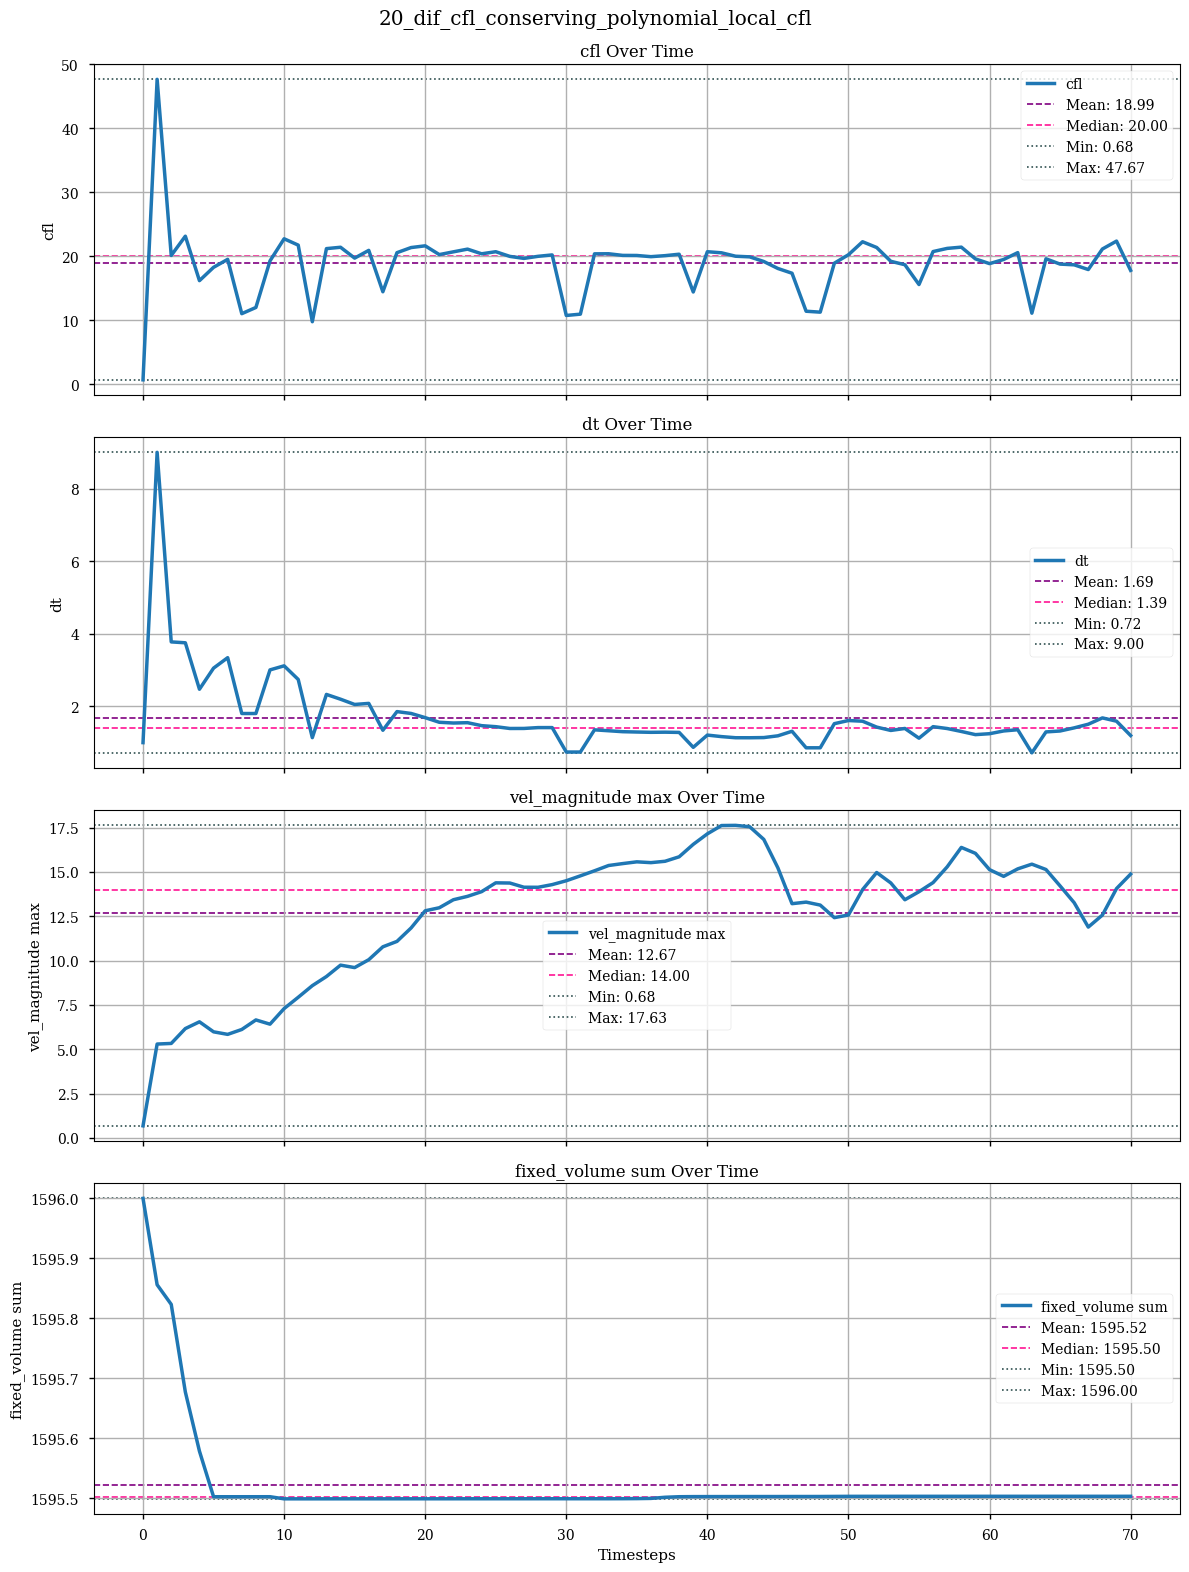 20_dif_cfl_conserving_polynomial_local_cfl
cfl Over Time
50
40
30
20
10
0
cfl
cfl
Mean: 18.99
Median: 20.00
Min: 0.68
Max: 47.67
dt Over Time
8
6
4
2
dt
dt
Mean: 1.69
Median: 1.39
Min: 0.72
Max: 9.00
vel_magnitude max Over Time
17.5
15.0
12.5
10.0
7.5
5.0
2.5
0.0
vel_magnitude max
vel_magnitude max
Mean: 12.67
Median: 14.00
Min: 0.68
Max: 17.63
fixed_volume sum Over Time
1596.0
1595.9
1595.8
1595.7
1595.6
1595.5
fixed_volume sum
fixed_volume sum
Mean: 1595.52
Median: 1595.50
Min: 1595.50
Max: 1596.00
0 10 20 30 40 50 60 70
Timesteps